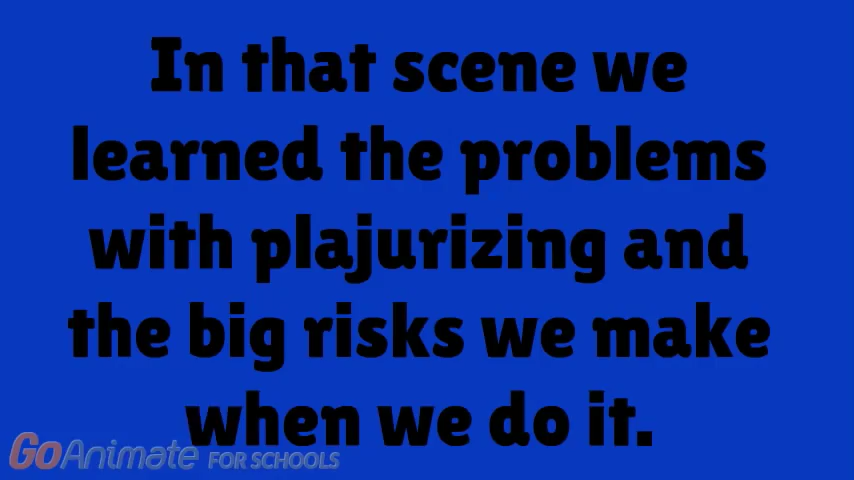 In that scene we
learned the problems
with plajurizing and
the big risks we make
when we do it.
GoAnimate FOR SCHOOLS